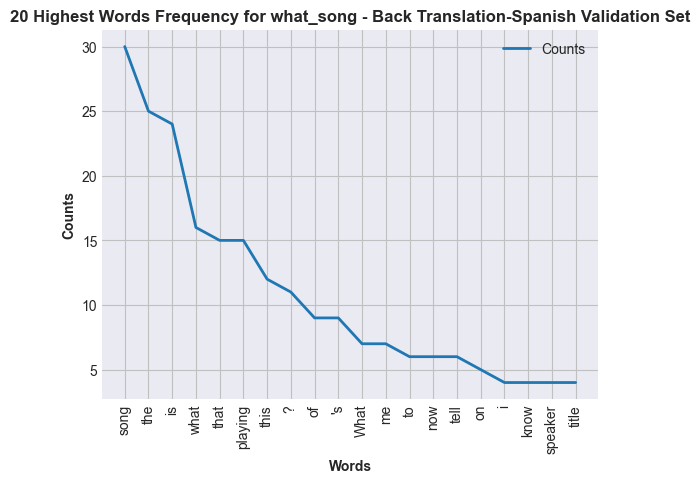 20 Highest Words Frequency for what_song - Back Translation-Spanish Validation Set
Counts
30
25
20
15
10
5
Counts
song
the
is
what
that
playing
this
?
of
's
What
me
to
now
tell
on
i
know
speaker
title
Words